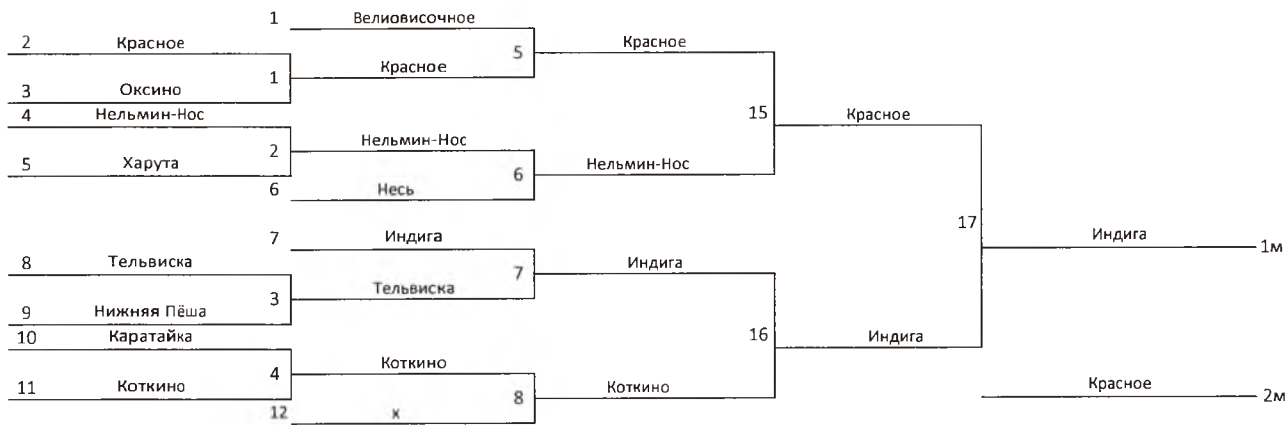 1 Велиовисочное
2 Красное
5 Красное
1 Красное
3 Оксино
4 Нельмин-Нос
15 Красное
2 Нельмин-Нос
5 Харута
6 Нельмин-Нос
6 Несь
17
7 Индига
Индига 1м
8 Тельвиска
7 Индига
3 Тельвиска
9 Нижняя Пёша
10 Каратайка
16 Индига
4 Коткино
11 Коткино
8 Коткино
Красное 2м
12 х